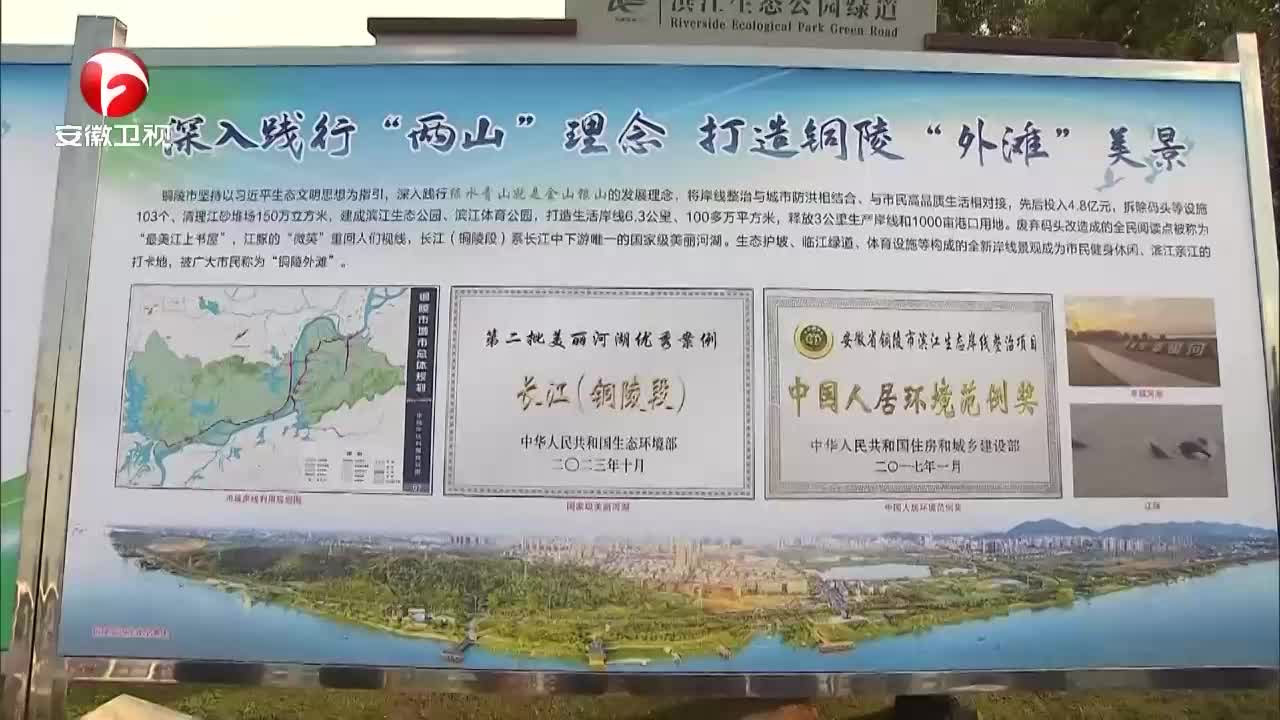 滨江生态公园绿道
Riverside Ecological Park Green Road
安徽卫视
深入践行“两山”理念 打造铜陵“外滩”美景
铜陵市坚持以习近平生态文明思想为指引，深入践行绿水青山就是金山银山的发展理念，将岸线整治与城市防洪相结合、与市民高品质生活相对接，先后投入4.8亿元，拆除码头等设施
103个、清理江砂堆场150万立方米，建成滨江生态公园、滨江体育公园，打造生活岸线6.3公里、100多万平方米，释放3公里生产岸线和1000亩港口用地。废弃码头改造成的全民阅读点被称为
“最美江上书屋”，江豚的“微笑”重回人们视线，长江（铜陵段）系长江中下游唯一的国家级美丽河湖。生态护坡、临江绿道、体育设施等构成的全新岸线景观成为市民健身休闲、滨江亲江的
打卡地，被广大市民称为“铜陵外滩”。
铜陵市城市总体规划
第二批美丽河湖优秀案例
长江（铜陵段）
中华人民共和国生态环境部
二〇二三年十月
安徽省铜陵市滨江生态岸线整治项目
中国人居环境范例奖
中华人民共和国住房和城乡建设部
二〇一七年一月
国家级美丽河湖
中国人居环境范例奖
江豚